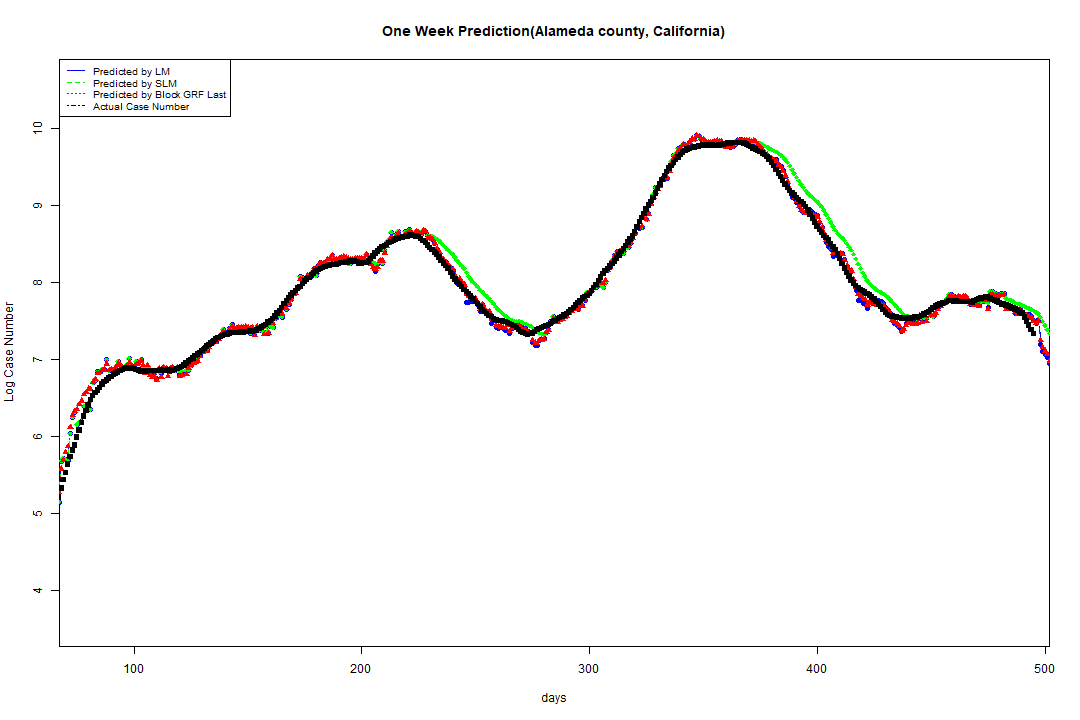 One Week Prediction(Alameda county, California)
Predicted by LM
Predicted by SLM
Predicted by Block GRF Last
Actual Case Number
10
9
8
7
6
5
4
Log Case Number
100 200 300 400 500
days